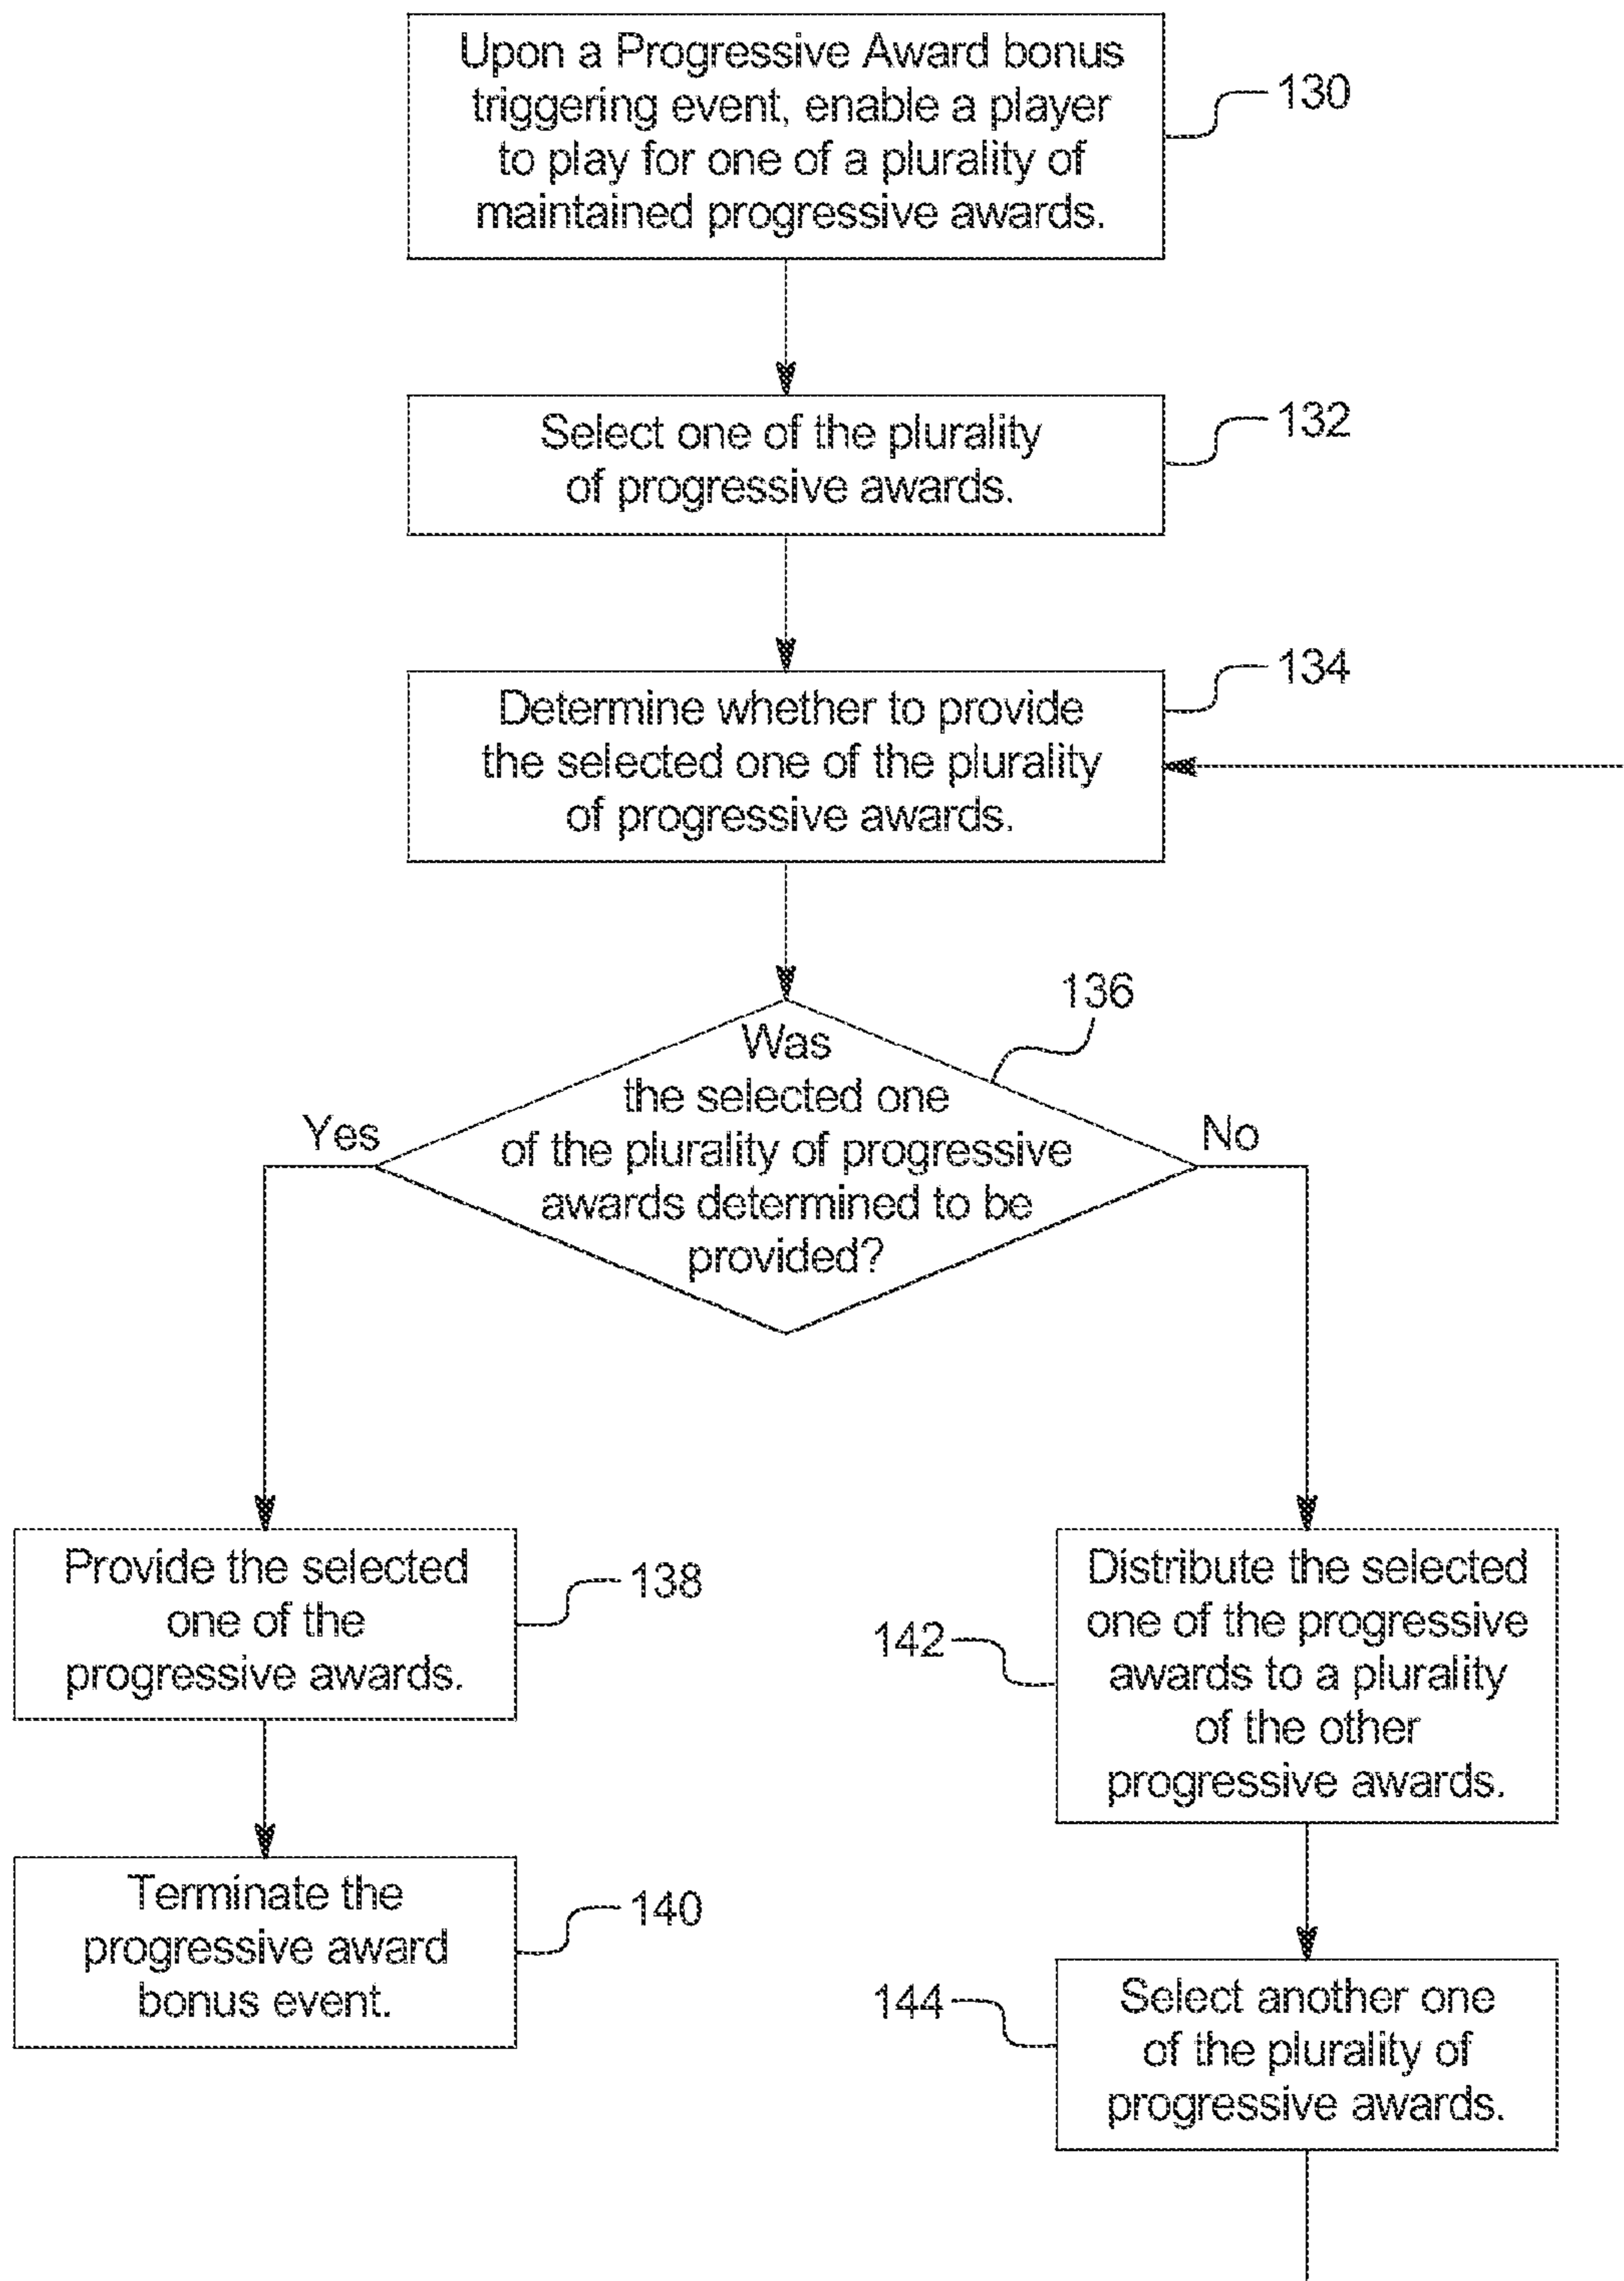 Upon a Progressive Award bonus
triggering event, enable a player
to play for one of a plurality of
maintained progressive awards.
130
Select one of the plurality
of progressive awards.
132
Determine whether to provide
the selected one of the plurality
of progressive awards.
134
136
Was
the selected one
of the plurality of progressive
awards determined to be
provided?
Yes
No
Provide the selected
one of the
progressive awards.
138
Terminate the
progressive award
bonus event.
140
142
Distribute the selected
one of the progressive
awards to a plurality
of the other
progressive awards.
144
Select another one
of the plurality of
progressive awards.